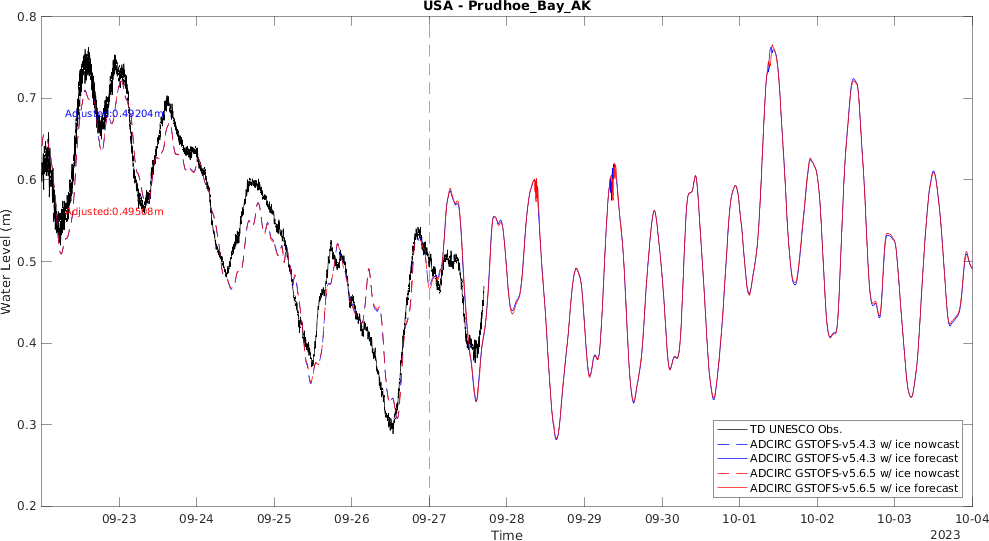 USA - Prudhoe_Bay_AK
0.8
0.7
0.6
0.5
0.4
0.3
0.2
Water Level (m)
Adjusted:0.49204m
Adjusted:0.49508m
TD UNESCO Obs.
ADCIRC GSTOFS-v5.4.3 w/ ice nowcast
ADCIRC GSTOFS-v5.4.3 w/ ice forecast
ADCIRC GSTOFS-v5.6.5 w/ ice nowcast
ADCIRC GSTOFS-v5.6.5 w/ ice forecast
09-23 09-24 09-25 09-26 09-27 09-28 09-29 09-30 10-01 10-02 10-03 10-04
Time
2023